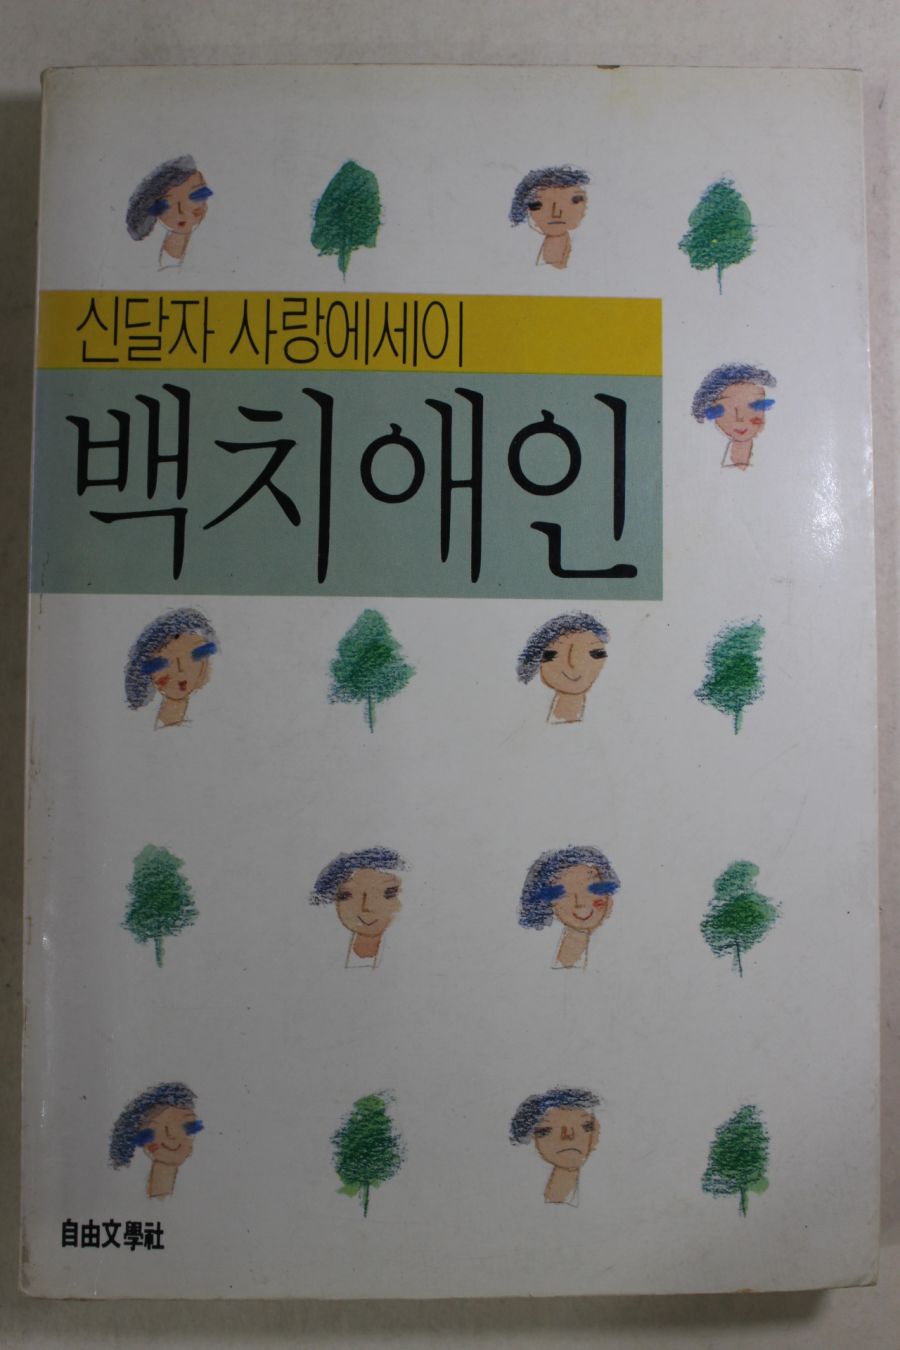 신달자 사랑에세이
백치애인
自由文學社